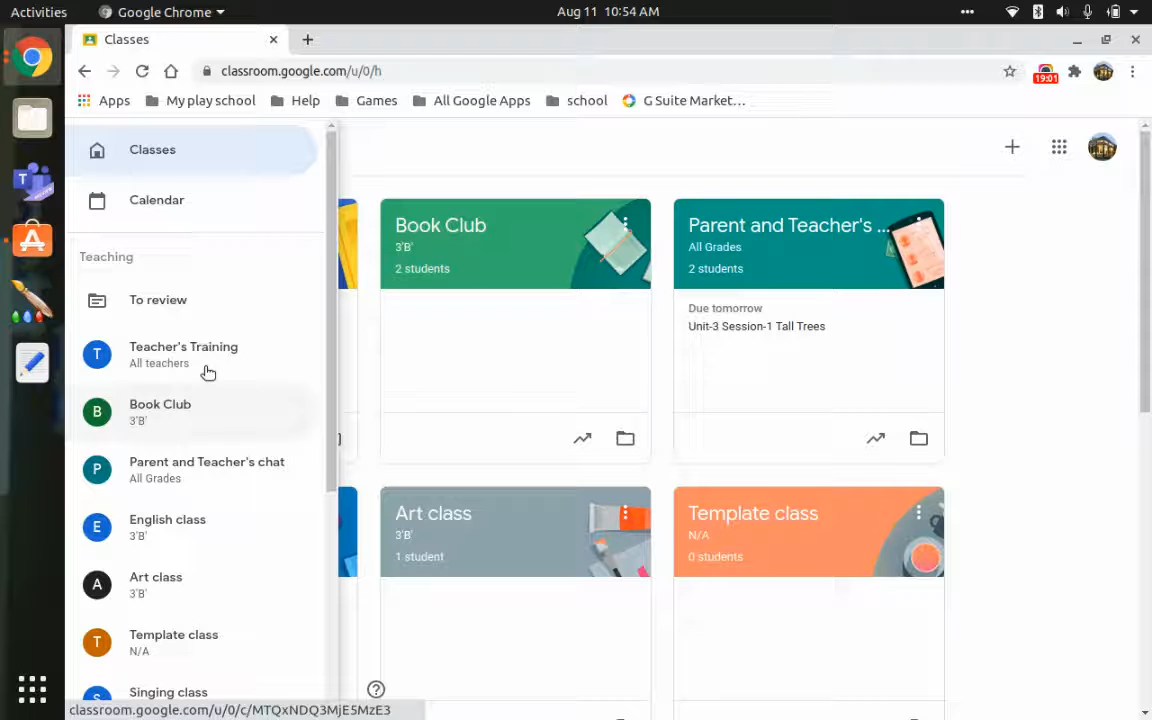 Activities
Google Chrome
Aug 11 10:54 AM
Classes
classroom.google.com/u/0/h
19:01
Apps
My play school
Help
Games
All Google Apps
school
G Suite Market...
Classes
Calendar
Teaching
To review
T
Teacher's Training
All teachers
B
Book Club
3'B'
P
Parent and Teacher's chat
All Grades
E
English class
3'B'
A
Art class
3'B'
T
Template class
N/A
S
Singing class
Book Club
3'B'
2 students
Parent and Teacher's ...
All Grades
2 students
Due tomorrow
Unit-3 Session-1 Tall Trees
Art class
3'B'
1 student
Template class
N/A
0 students
classroom.google.com/u/0/c/MTQxNDQ3MjE5MzE3